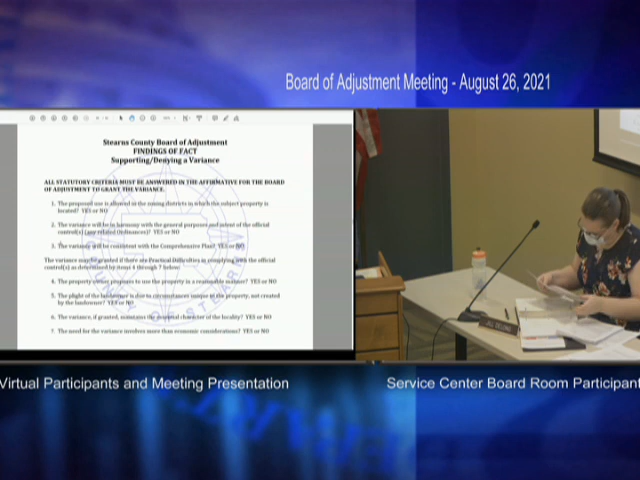 Board of Adjustment Meeting - August 26, 2021
Stearns County Board of Adjustment
FINDINGS OF FACT
Supporting/Denying a Variance
ALL STATUTORY CRITERIA MUST BE ANSWERED IN THE AFFIRMATIVE FOR THE BOARD
OF ADJUSTMENT TO GRANT THE VARIANCE.
1. The proposed use is allowed in the zoning districts in which the subject property is
located? YES or NO
2. The variance will be in harmony with the general purposes and intent of the official
control(s) (any related Ordinances)? YES or NO
3. The variance will be consistent with the Comprehensive Plan? YES or NO
The variance may be granted if there are Practical Difficulties in complying with the official
control(s) as determined by items 4 through 7 below:
4. The property owner proposes to use the property in a reasonable manner? YES or NO
5. The plight of the landowner is due to circumstances unique to the property, not created
by the landowner? YES or NO
6. The variance, if granted, maintains the essential character of the locality? YES or NO
7. The need for the variance involves more than economic considerations? YES or NO
COUNTY OF STEARNS
JILL DELONG
Virtual Participants and Meeting Presentation
Service Center Board Room Participant